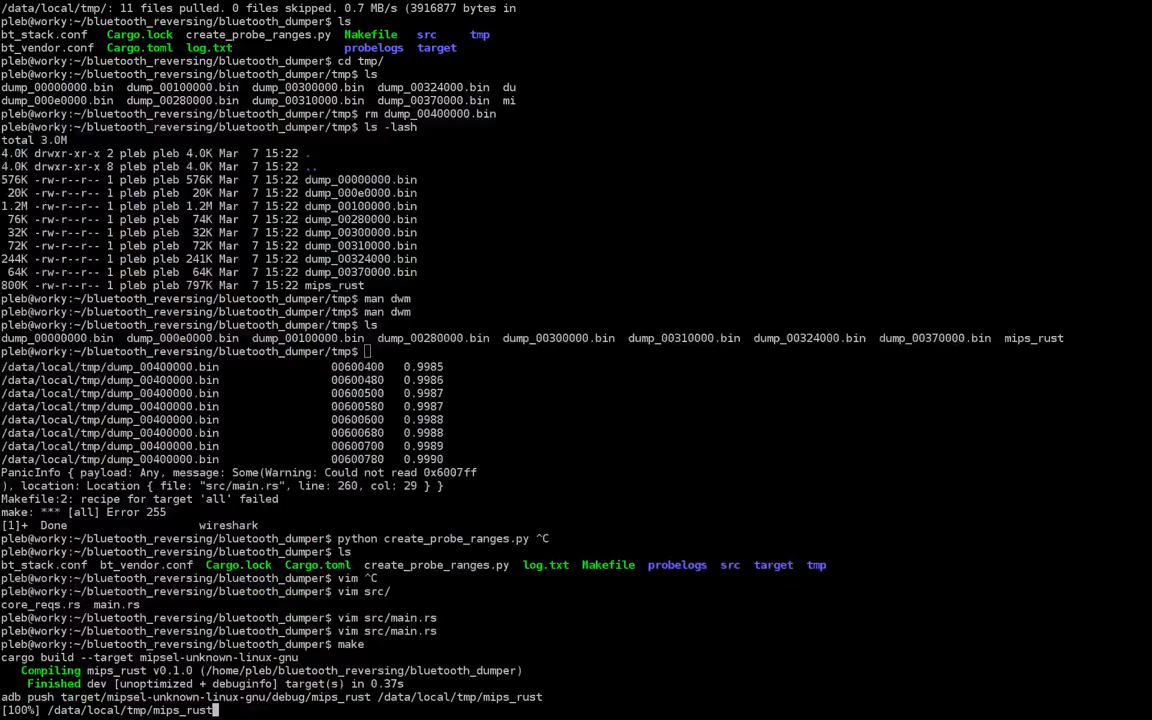 /data/local/tmp/: 11 files pulled. 0 files skipped. 0.7 MB/s (3916877 bytes in
pleb@worky:~/bluetooth_reversing/bluetooth_dumper$ ls
bt_stack.conf   Cargo.lock  create_probe_ranges.py  Makefile   src     tmp
bt_vendor.conf  Cargo.toml  log.txt                 probelogs  target
pleb@worky:~/bluetooth_reversing/bluetooth_dumper$ cd tmp/
pleb@worky:~/bluetooth_reversing/bluetooth_dumper/tmp$ ls
dump_00000000.bin  dump_00100000.bin  dump_00300000.bin  dump_00324000.bin  du
dump_000e0000.bin  dump_00280000.bin  dump_00310000.bin  dump_00370000.bin  mi
pleb@worky:~/bluetooth_reversing/bluetooth_dumper/tmp$ rm dump_00400000.bin
pleb@worky:~/bluetooth_reversing/bluetooth_dumper/tmp$ ls -lash
total 3.0M
4.0K drwxr-xr-x 2 pleb pleb 4.0K Mar  7 15:22 .
4.0K drwxr-xr-x 8 pleb pleb 4.0K Mar  7 15:22 ..
576K -rw-r--r-- 1 pleb pleb 576K Mar  7 15:22 dump_00000000.bin
 20K -rw-r--r-- 1 pleb pleb  20K Mar  7 15:22 dump_000e0000.bin
1.2M -rw-r--r-- 1 pleb pleb 1.2M Mar  7 15:22 dump_00100000.bin
 76K -rw-r--r-- 1 pleb pleb  74K Mar  7 15:22 dump_00280000.bin
 32K -rw-r--r-- 1 pleb pleb  32K Mar  7 15:22 dump_00300000.bin
 72K -rw-r--r-- 1 pleb pleb  72K Mar  7 15:22 dump_00310000.bin
244K -rw-r--r-- 1 pleb pleb 241K Mar  7 15:22 dump_00324000.bin
 64K -rw-r--r-- 1 pleb pleb  64K Mar  7 15:22 dump_00370000.bin
800K -rw-r--r-- 1 pleb pleb 797K Mar  7 15:22 mips_rust
pleb@worky:~/bluetooth_reversing/bluetooth_dumper/tmp$ man dwm
pleb@worky:~/bluetooth_reversing/bluetooth_dumper/tmp$ man dwm
pleb@worky:~/bluetooth_reversing/bluetooth_dumper/tmp$ ls
dump_00000000.bin  dump_000e0000.bin  dump_00100000.bin  dump_00280000.bin  dump_00300000.bin  dump_00310000.bin  dump_00324000.bin  dump_00370000.bin  mips_rust
pleb@worky:~/bluetooth_reversing/bluetooth_dumper/tmp$
/data/local/tmp/dump_00400000.bin                 00600400   0.9985
/data/local/tmp/dump_00400000.bin                 00600480   0.9986
/data/local/tmp/dump_00400000.bin                 00600500   0.9987
/data/local/tmp/dump_00400000.bin                 00600580   0.9987
/data/local/tmp/dump_00400000.bin                 00600600   0.9988
/data/local/tmp/dump_00400000.bin                 00600680   0.9988
/data/local/tmp/dump_00400000.bin                 00600700   0.9989
/data/local/tmp/dump_00400000.bin                 00600780   0.9990
PanicInfo { payload: Any, message: Some(Warning: Could not read 0x6007ff
), location: Location { file: "src/main.rs", line: 260, col: 29 } }
Makefile:2: recipe for target 'all' failed
make: *** [all] Error 255
[1]+  Done                    wireshark
pleb@worky:~/bluetooth_reversing/bluetooth_dumper$ python create_probe_ranges.py ^C
pleb@worky:~/bluetooth_reversing/bluetooth_dumper$ ls
bt_stack.conf  bt_vendor.conf  Cargo.lock  Cargo.toml  create_probe_ranges.py  log.txt  Makefile  probelogs  src  target  tmp
pleb@worky:~/bluetooth_reversing/bluetooth_dumper$ vim ^C
pleb@worky:~/bluetooth_reversing/bluetooth_dumper$ vim src/
core_reqs.rs  main.rs
pleb@worky:~/bluetooth_reversing/bluetooth_dumper$ vim src/main.rs
pleb@worky:~/bluetooth_reversing/bluetooth_dumper$ vim src/main.rs
pleb@worky:~/bluetooth_reversing/bluetooth_dumper$ make
cargo build --target mipsel-unknown-linux-gnu
   Compiling mips_rust v0.1.0 (/home/pleb/bluetooth_reversing/bluetooth_dumper)
    Finished dev [unoptimized + debuginfo] target(s) in 0.37s
adb push target/mipsel-unknown-linux-gnu/debug/mips_rust /data/local/tmp/mips_rust
[100%] /data/local/tmp/mips_rust